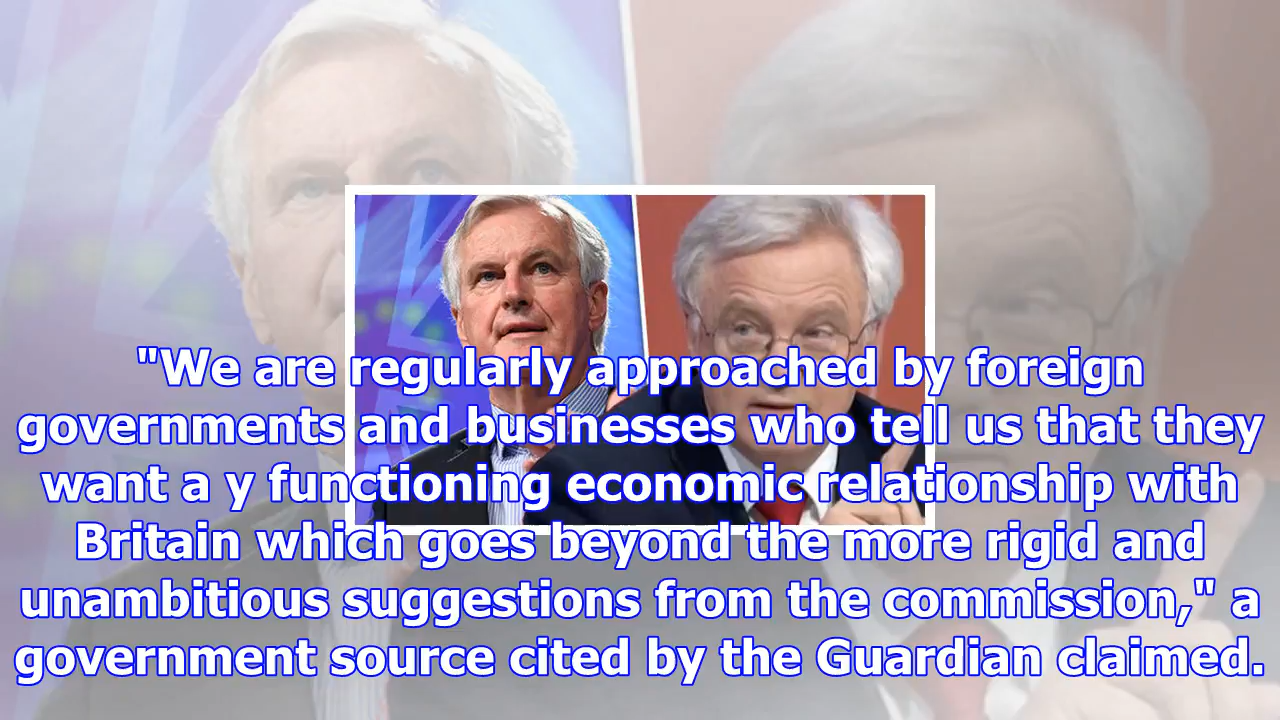 "We are regularly approached by foreign
governments and businesses who tell us that they
want a y functioning economic relationship with
Britain which goes beyond the more rigid and
unambitious suggestions from the commission," a
government source cited by the Guardian claimed.